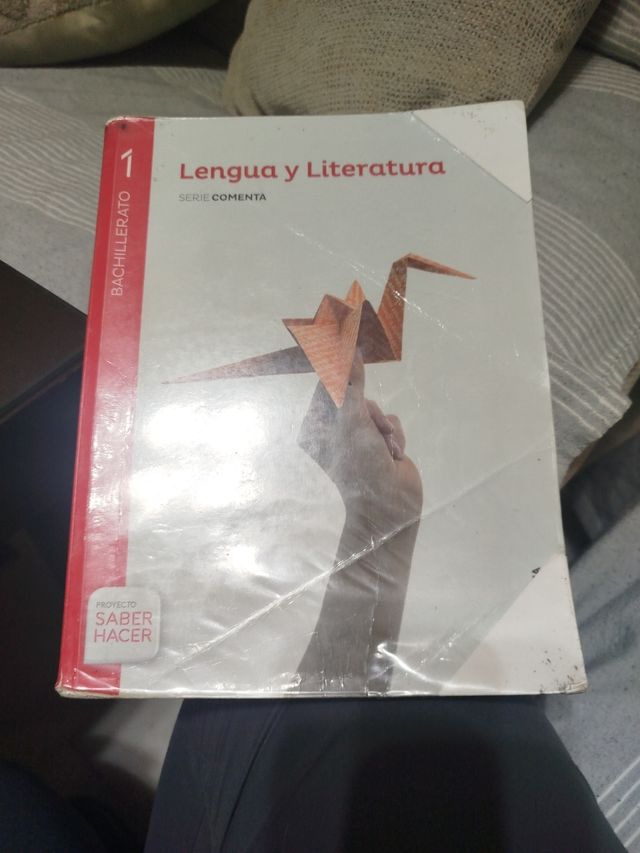 BACHILLERATO 1
Lengua y Literatura
SERIE COMENTA
PROYECTO
SABER
HACER